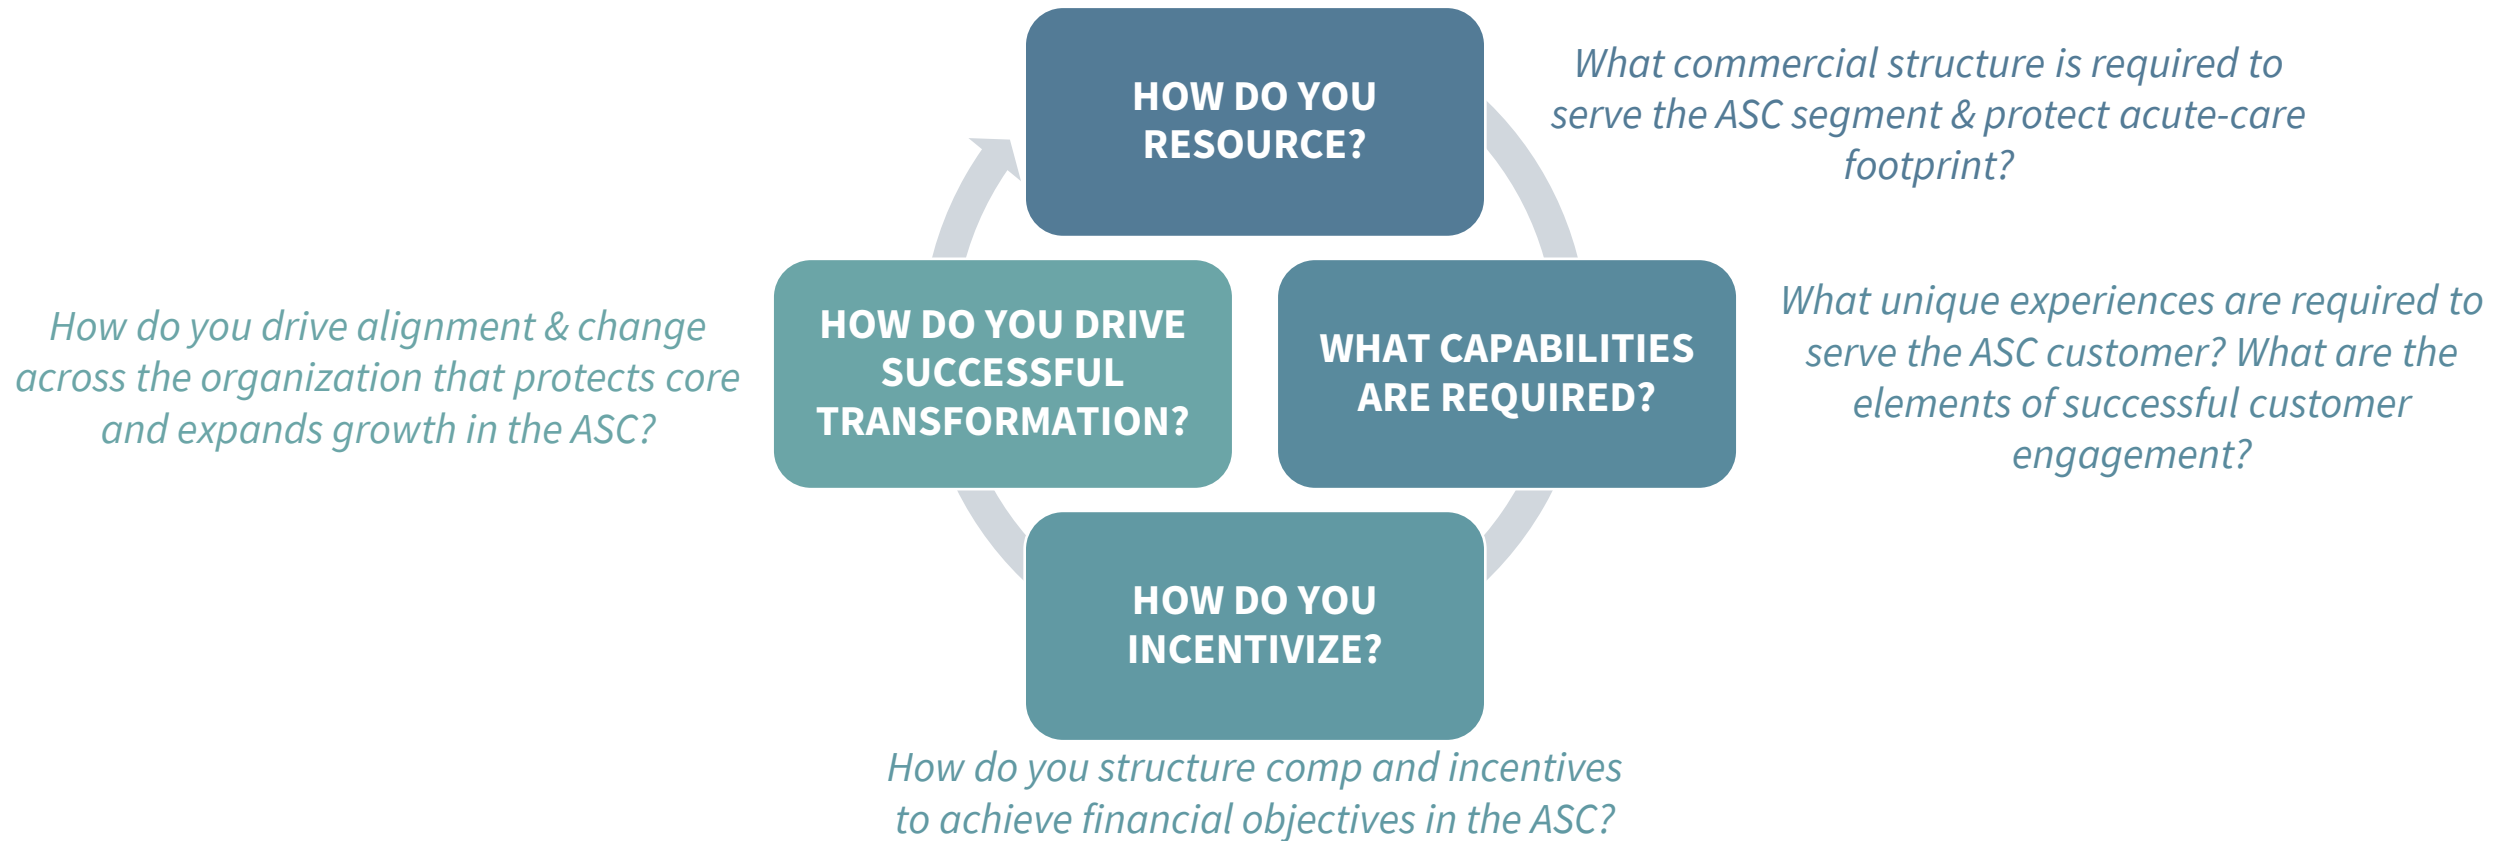 HOW DO YOU
RESOURCE?
What commercial structure is required to
serve the ASC segment & protect acute-care
footprint?
WHAT CAPABILITIES
ARE REQUIRED?
What unique experiences are required to
serve the ASC customer? What are the
elements of successful customer
engagement?
HOW DO YOU
INCENTIVIZE?
How do you structure comp and incentives
to achieve financial objectives in the ASC?
HOW DO YOU DRIVE
SUCCESSFUL
TRANSFORMATION?
How do you drive alignment & change
across the organization that protects core
and expands growth in the ASC?